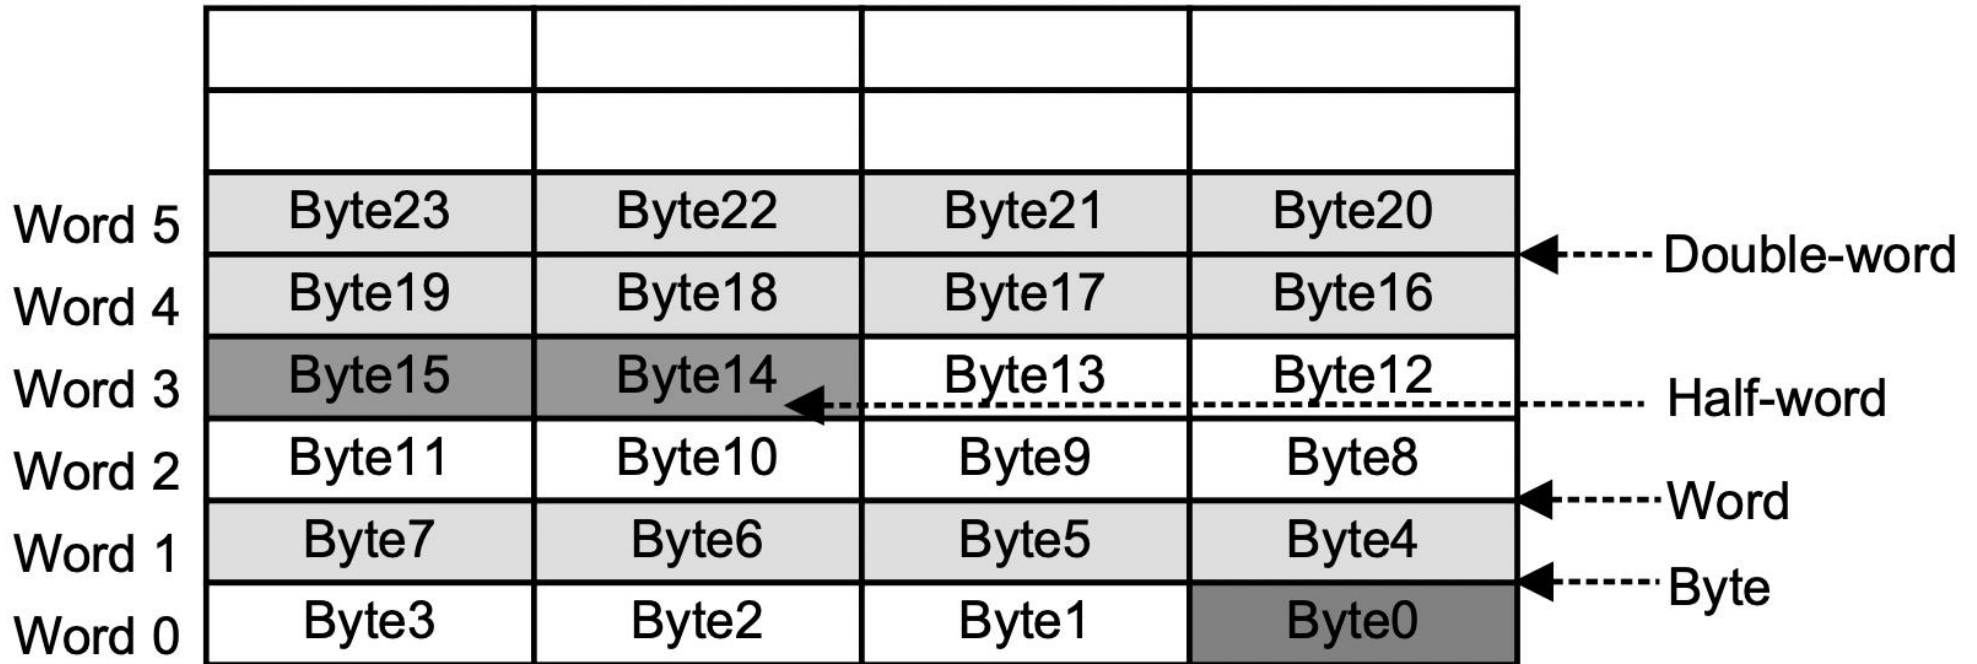 Word 5 Byte23 Byte22 Byte21 Byte20
Double-word
Word 4 Byte19 Byte18 Byte17 Byte16
Word 3 Byte15 Byte14 Byte13 Byte12
Half-word
Word 2 Byte11 Byte10 Byte9 Byte8
Word
Word 1 Byte7 Byte6 Byte5 Byte4
Byte
Word 0 Byte3 Byte2 Byte1 Byte0